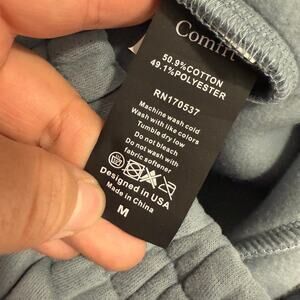 Comfrt
50.9%COTTON
49.1%POLYESTER
RN170537
Machine wash cold
Wash with like colors
Tumble dry low
Do not bleach
Do not wash with
fabric softener
Designed in USA
Made in China
M